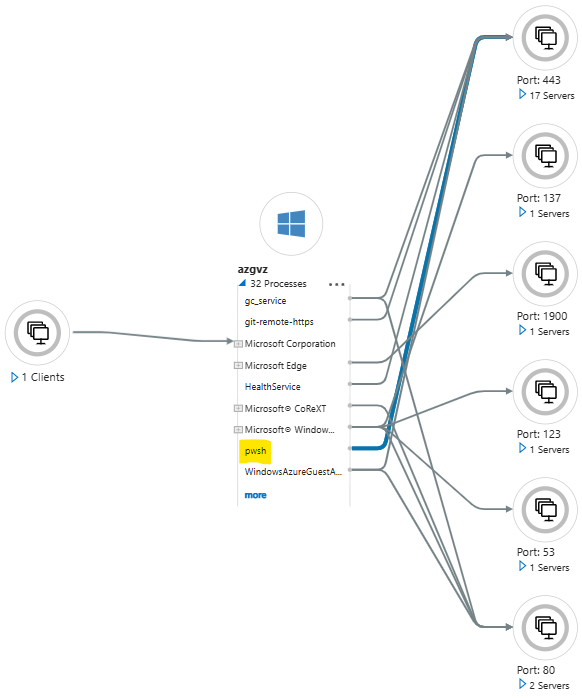 Port: 443
17 Servers
Port: 137
1 Servers
azgvz
32 Processes
gc_service
git-remote-https
Microsoft Corporation
Microsoft Edge
HealthService
Microsoft® CoReXT
Microsoft® Window...
pwsh
WindowsAzureGuestA...
more
1 Clients
Port: 1900
1 Servers
Port: 123
1 Servers
Port: 53
1 Servers
Port: 80
2 Servers